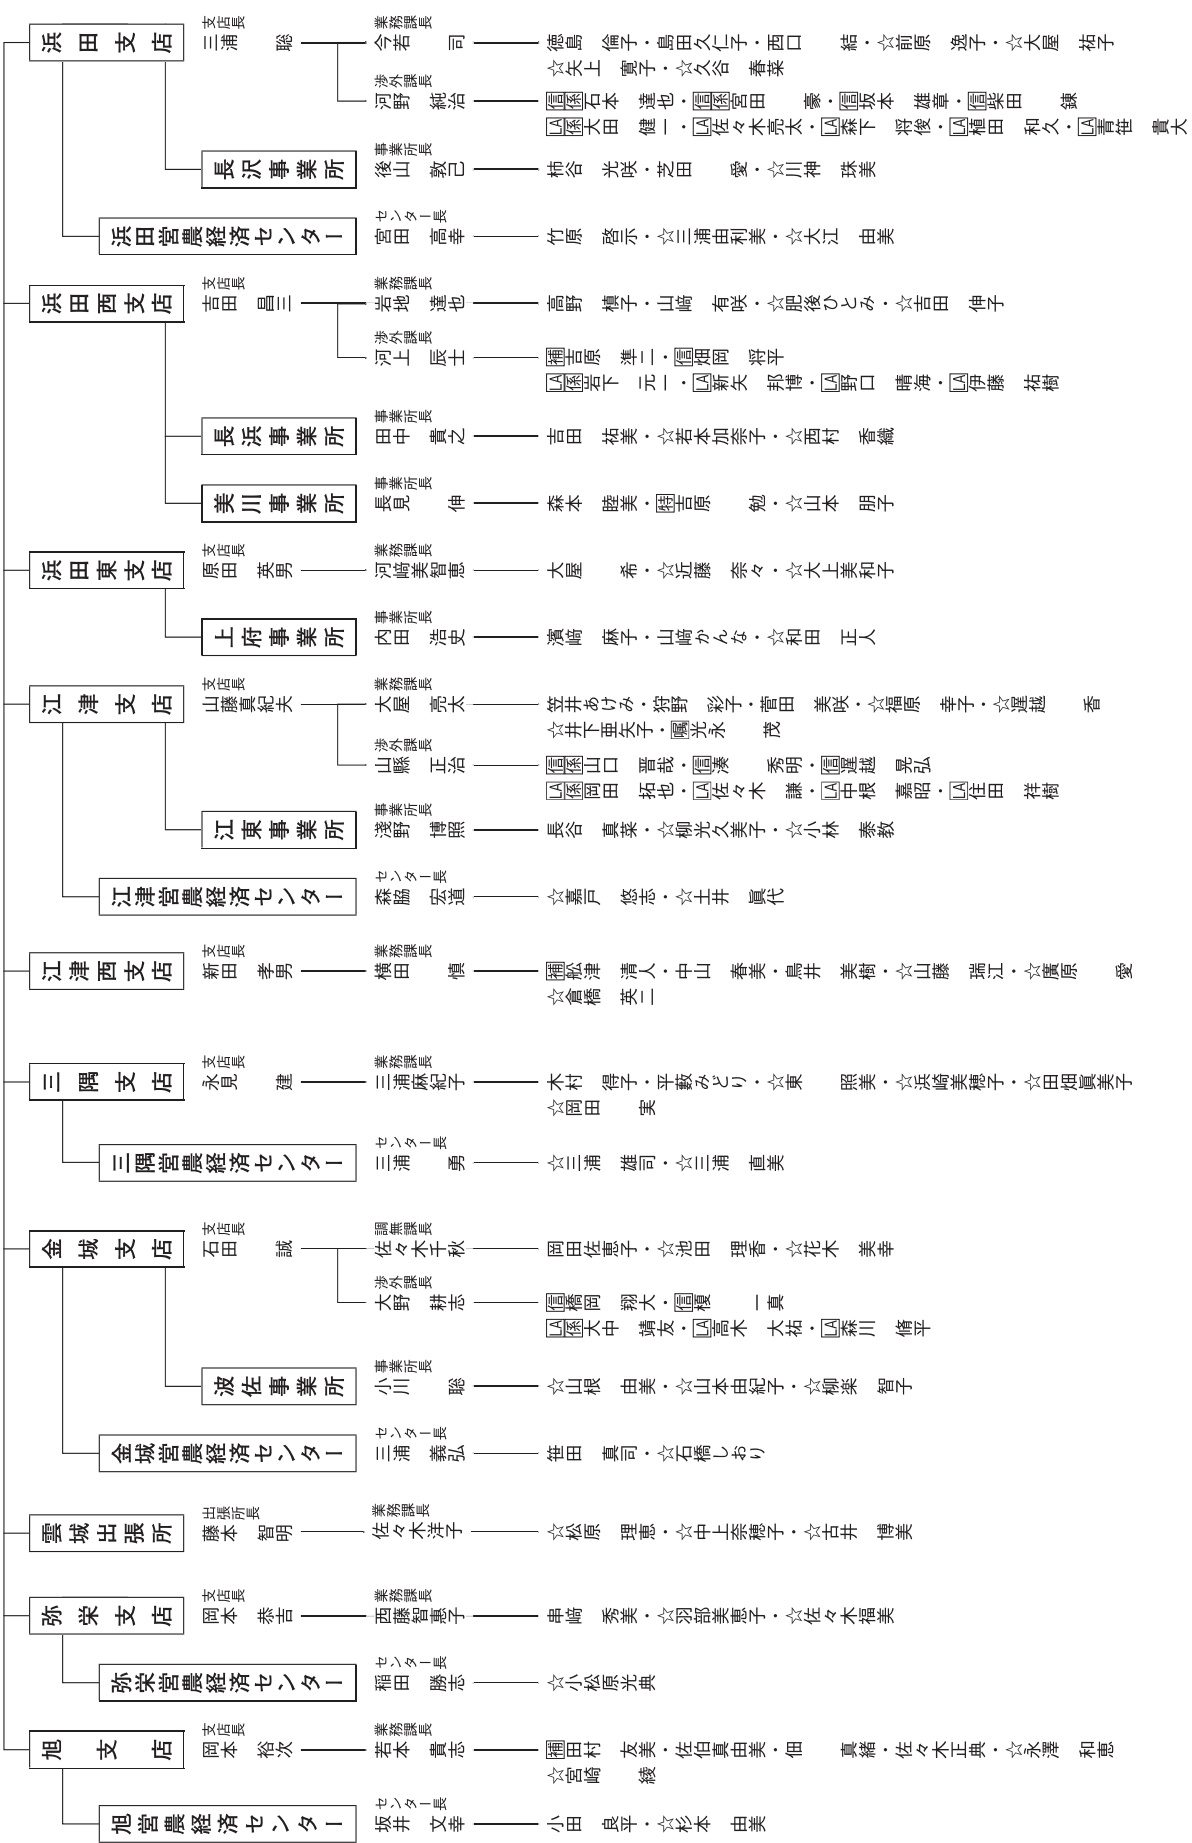 浜田支店
支店長
三浦　聡
業務課長
今若　司
徳島　倫子・島田久仁子・西口　結・☆前原　逸子・☆大屋　祐子
☆矢上　寛子・☆久谷　春菜
渉外課長
河野　純治
信係石本　達也・信係宮田　豪・信坂本　雄章・信柴田　錬
LA係大田　健一・LA佐々木亮太・LA森下　将俊・LA植田　和久・LA青笹　貴大
長沢事業所
事業所長
後山　敦己
柿谷　光咲・芝田　愛・☆川神　珠美
浜田営農経済センター
センター長
宮田　高幸
竹原　啓示・☆三浦由利美・☆大江　由美
浜田西支店
支店長
吉田　昌三
業務課長
岩地　達也
高野　槙子・山﨑　有咲・☆肥後ひとみ・☆吉田　伸子
渉外課長
河上　辰士
補吉原　準二・信畑岡　将平
LA係岩下　元一・LA新矢　邦博・LA野口　晴海・LA伊藤　祐樹
長浜事業所
事業所長
田中　貴之
吉田　祐美・☆若本加奈子・☆西村　香織
美川事業所
事業所長
長見　伸
森本　睦美・特吉原　勉・☆山本　朋子
浜田東支店
支店長
原田　英男
業務課長
河﨑美智恵
大屋　希・☆近藤　奈々・☆大上美和子
上府事業所
事業所長
内田　浩史
濵﨑　麻子・山﨑かんな・☆和田　正人
江津支店
支店長
山藤真紀夫
業務課長
大屋　亮太
笠井あけみ・狩野　彩子・菅田　美咲・☆福原　幸子・☆遅越　香
☆井下亜矢子・嘱光永　茂
渉外課長
山縣　正治
信係山口　晋哉・信湊　秀明・信遅越　晃弘
LA係岡田　拓也・LA佐々木　謙・LA中根　嘉昭・LA住田　祥樹
江東事業所
事業所長
淺野　博照
長谷　真菜・☆柳光久美子・☆小林　泰教
江津営農経済センター
センター長
森脇　宏道
☆嘉戸　悠志・☆土井　眞代
江津西支店
支店長
新田　孝男
業務課長
横田　慎
補舩津　清人・中山　春美・鳥井　美樹・☆山藤　瑞江・☆廣原　愛
☆倉橋　英二
三隅支店
支店長
永見　建
業務課長
三浦麻紀子
木村　得子・平藪みどり・☆東　照美・☆浜崎美穂子・☆田畑眞美子
☆岡田　実
三隅営農経済センター
センター長
三浦　勇
☆三浦　雄司・☆三浦　直美
金城支店
支店長
石田　誠
課長
佐々木千秋
岡田佐恵子・☆池田　理香・☆花木　美幸
渉外課長
大野　耕志
信橋岡　翔大・信榎　一真
LA係大中　靖友・LA高木　大祐・LA森川　脩平
波佐事業所
事業所長
小川　聡
☆山根　由美・☆山本由紀子・☆柳楽　智子
金城営農経済センター
センター長
三浦　義弘
笹田　真司・☆石橋しおり
雲城出張所
出張所長
藤本　智明
業務課長
佐々木洋子
☆松原　理恵・☆中上奈穂子・☆古井　博美
弥栄支店
支店長
岡本　恭吉
業務課長
西藤智恵子
串﨑　秀美・☆羽部美恵子・☆佐々木福美
弥栄営農経済センター
センター長
稲田　勝志
☆小松原光典
旭支店
支店長
岡本　裕次
業務課長
若本　貴志
補田村　友美・佐伯真由美・佃　真緒・佐々木正典・☆永澤　和恵
☆宮崎　綾
旭営農経済センター
センター長
坂井　文幸
小田　良平・☆杉本　由美